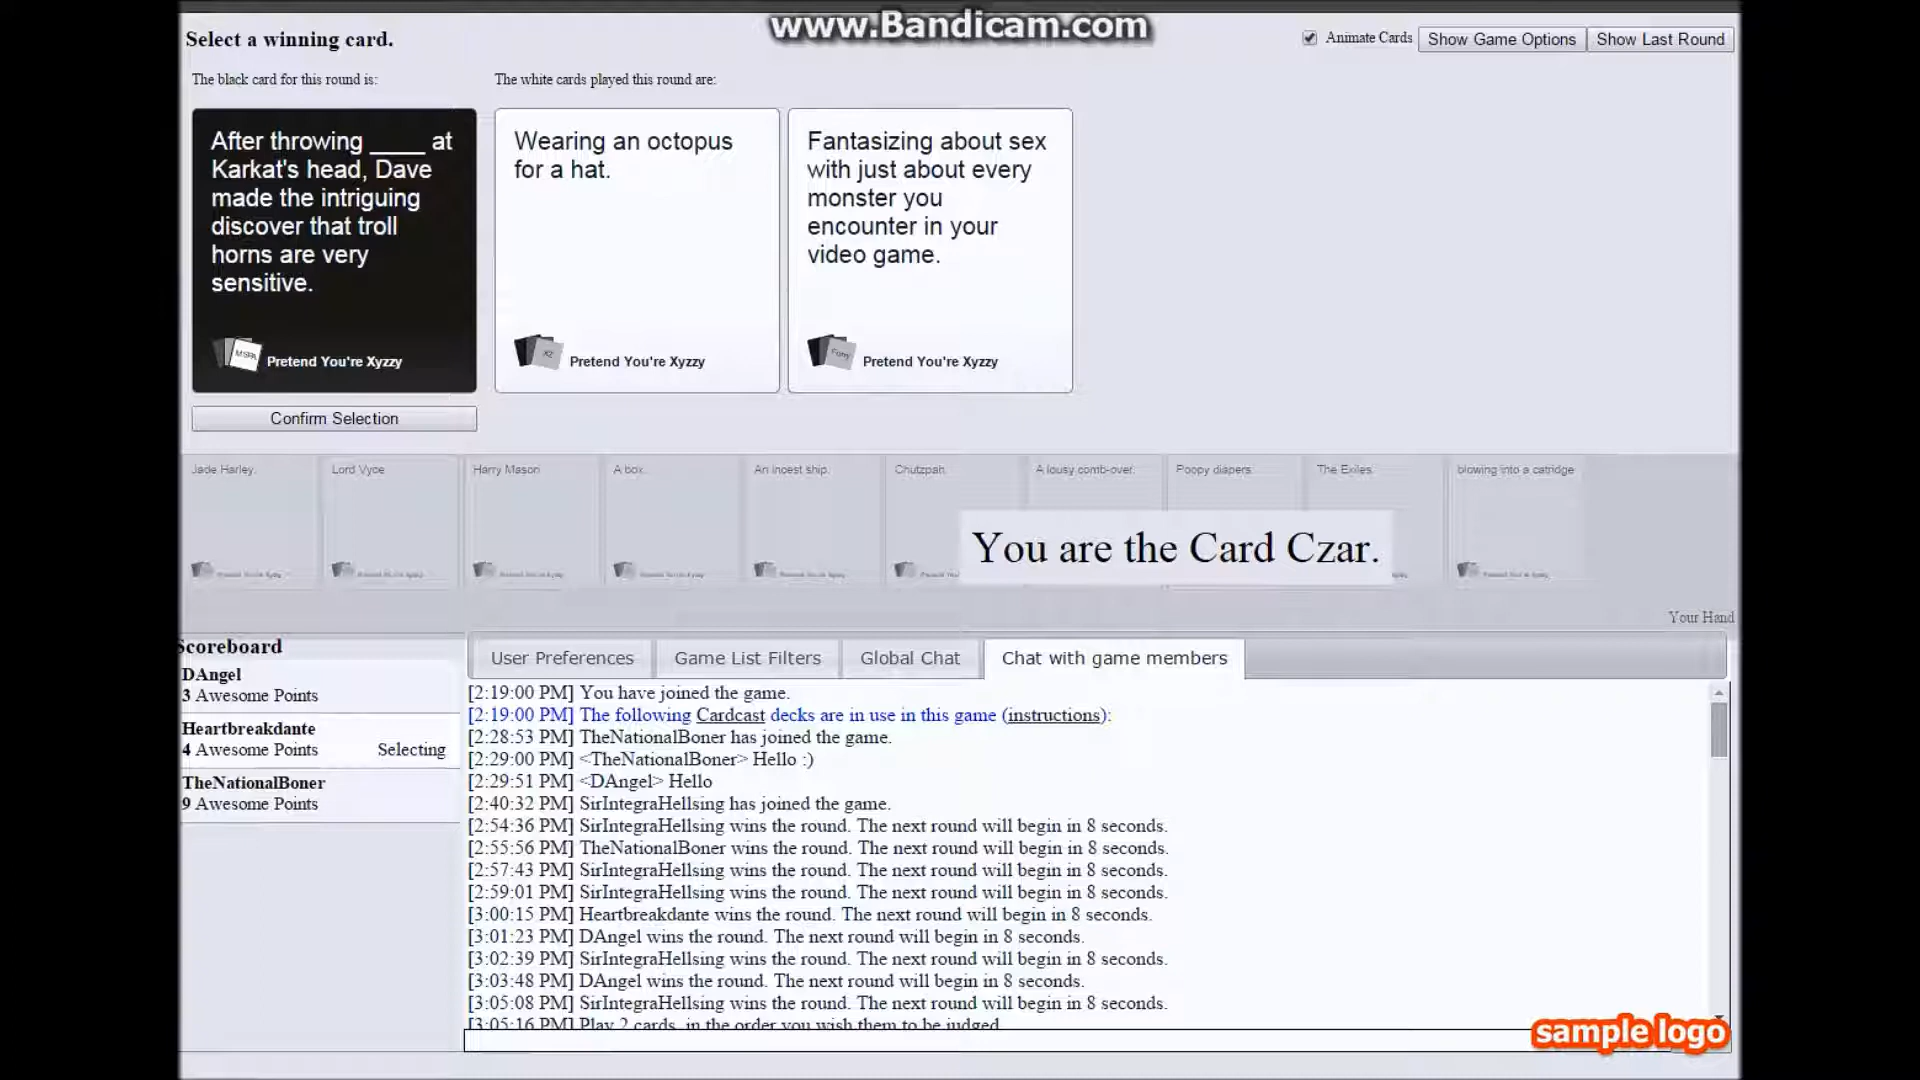 www.Bandicam.com
Select a winning card.
Animate Cards
Show Game Options
Show Last Round
The black card for this round is:
The white cards played this round are:
After throwing ____ at
Karkat's head, Dave
made the intriguing
discover that troll
horns are very
sensitive.
Pretend You're Xyzzy
Wearing an octopus
for a hat.
XZ
Pretend You're Xyzzy
Fantasizing about sex
with just about every
monster you
encounter in your
video game.
Pretend You're Xyzzy
Confirm Selection
Jade Harley.
Lord Vyce
Harry Mason
A box.
An incest ship.
Chutzpah.
A lousy comb-over.
Poopy diapers.
The Exiles.
blowing into a catridge
You are the Card Czar.
Your Hand
Scoreboard
DAngel
3 Awesome Points
Heartbreakdante
4 Awesome Points
Selecting
TheNationalBoner
9 Awesome Points
User Preferences
Game List Filters
Global Chat
Chat with game members
[2:19:00 PM] You have joined the game.
[2:19:00 PM] The following Cardcast decks are in use in this game (instructions):
[2:28:53 PM] TheNationalBoner has joined the game.
[2:29:00 PM] <TheNationalBoner> Hello :)
[2:29:51 PM] <DAngel> Hello
[2:40:32 PM] SirIntegraHellsing has joined the game.
[2:54:36 PM] SirIntegraHellsing wins the round. The next round will begin in 8 seconds.
[2:55:56 PM] TheNationalBoner wins the round. The next round will begin in 8 seconds.
[2:57:43 PM] SirIntegraHellsing wins the round. The next round will begin in 8 seconds.
[2:59:01 PM] SirIntegraHellsing wins the round. The next round will begin in 8 seconds.
[3:00:15 PM] Heartbreakdante wins the round. The next round will begin in 8 seconds.
[3:01:23 PM] DAngel wins the round. The next round will begin in 8 seconds.
[3:02:39 PM] SirIntegraHellsing wins the round. The next round will begin in 8 seconds.
[3:03:48 PM] DAngel wins the round. The next round will begin in 8 seconds.
[3:05:08 PM] SirIntegraHellsing wins the round. The next round will begin in 8 seconds.
[3:05:16 PM] Play 2 cards, in the order you wish them to be judged.
sample logo